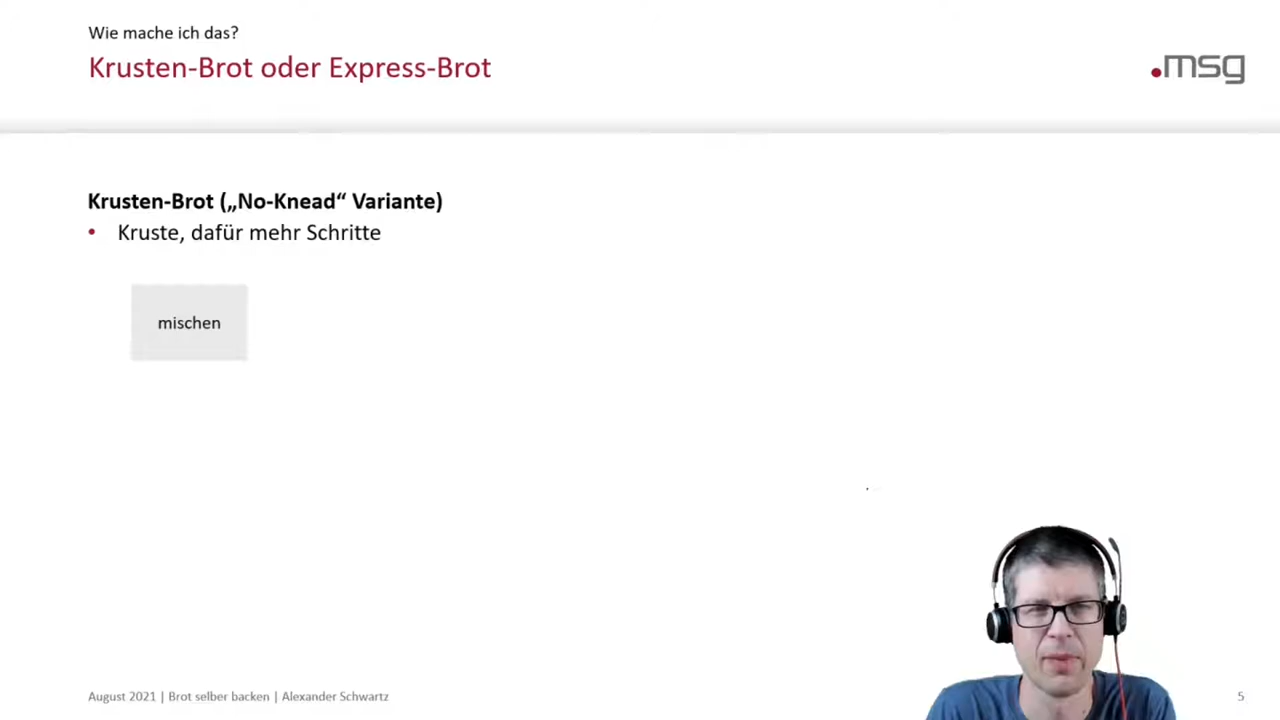 Wie mache ich das?
Krusten-Brot oder Express-Brot
.msg
Krusten-Brot („No-Knead“ Variante)
• Kruste, dafür mehr Schritte
mischen
August 2021 | Brot selber backen | Alexander Schwartz
5